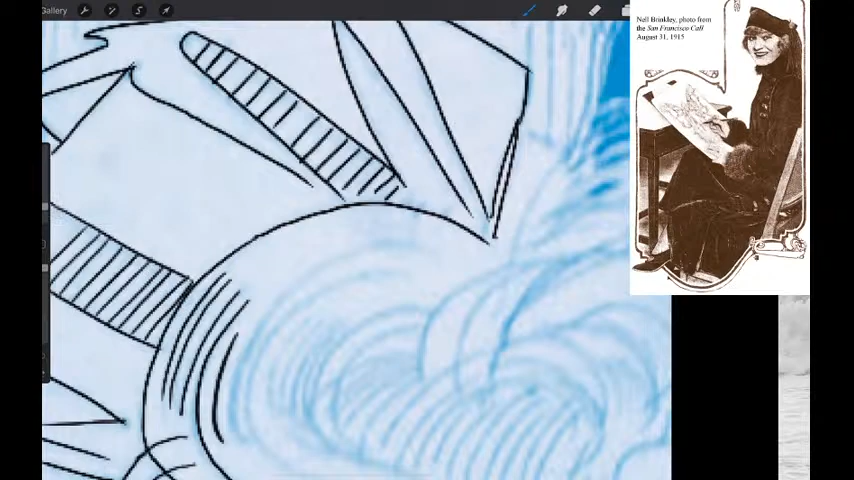 Gallery
Nell Brinkley, photo from
the San Francisco Call
August 31, 1915